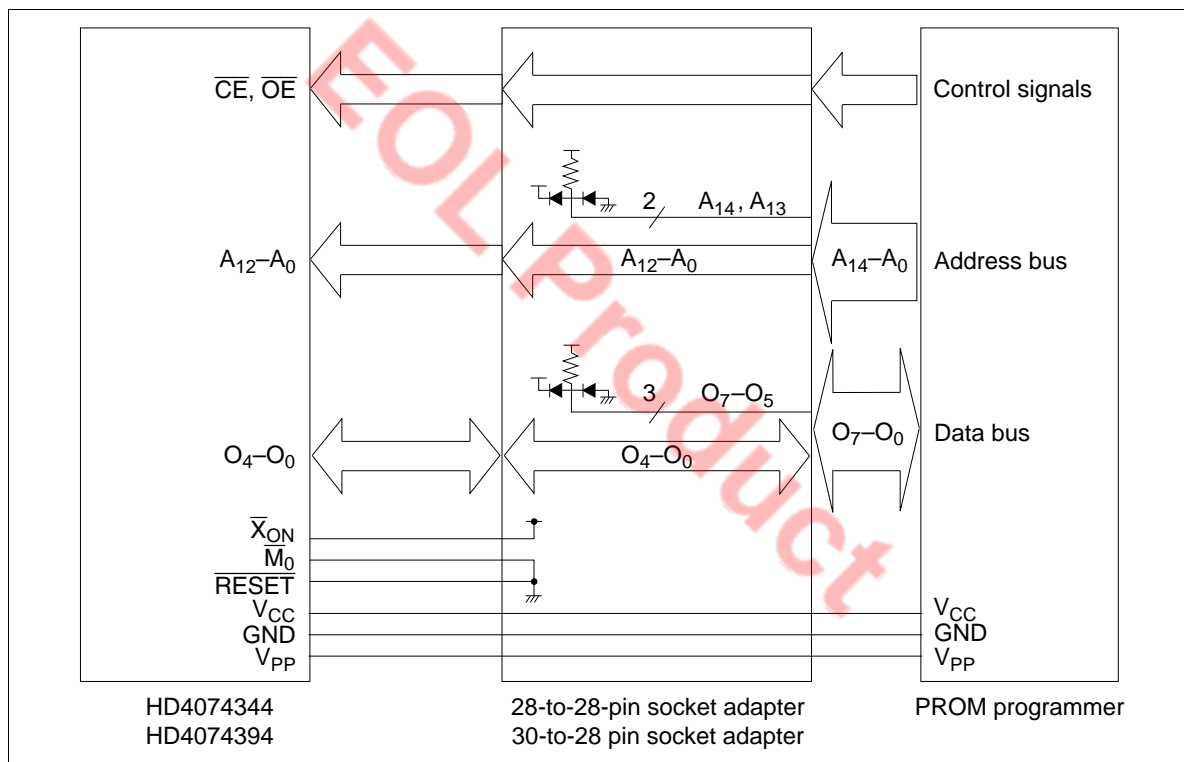 CE, OE
Control signals
2 A14, A13
A12–A0
A12–A0
A14–A0
Address bus
3 O7–O5
O4–O0
O4–O0
O7–O0
Data bus
XON
M0
RESET
VCC
VCC
GND
GND
VPP
VPP
HD4074344
28-to-28-pin socket adapter
PROM programmer
HD4074394
30-to-28 pin socket adapter
EOL Product